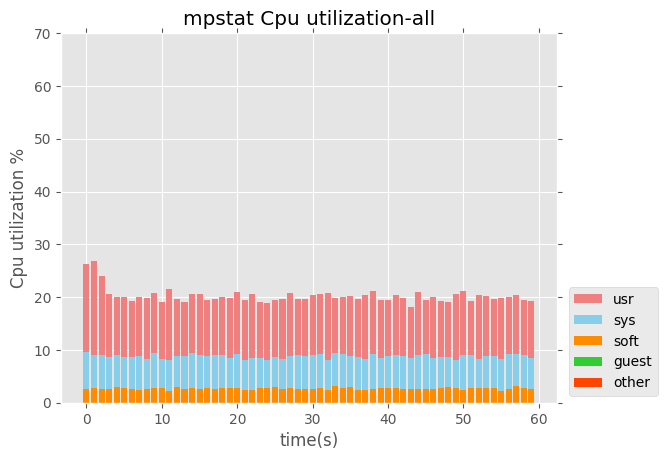 mpstat Cpu utilization-all
70
60
50
40
30
20
10
0
Cpu utilization %
0 10 20 30 40 50 60
time(s)
usr
sys
soft
guest
other